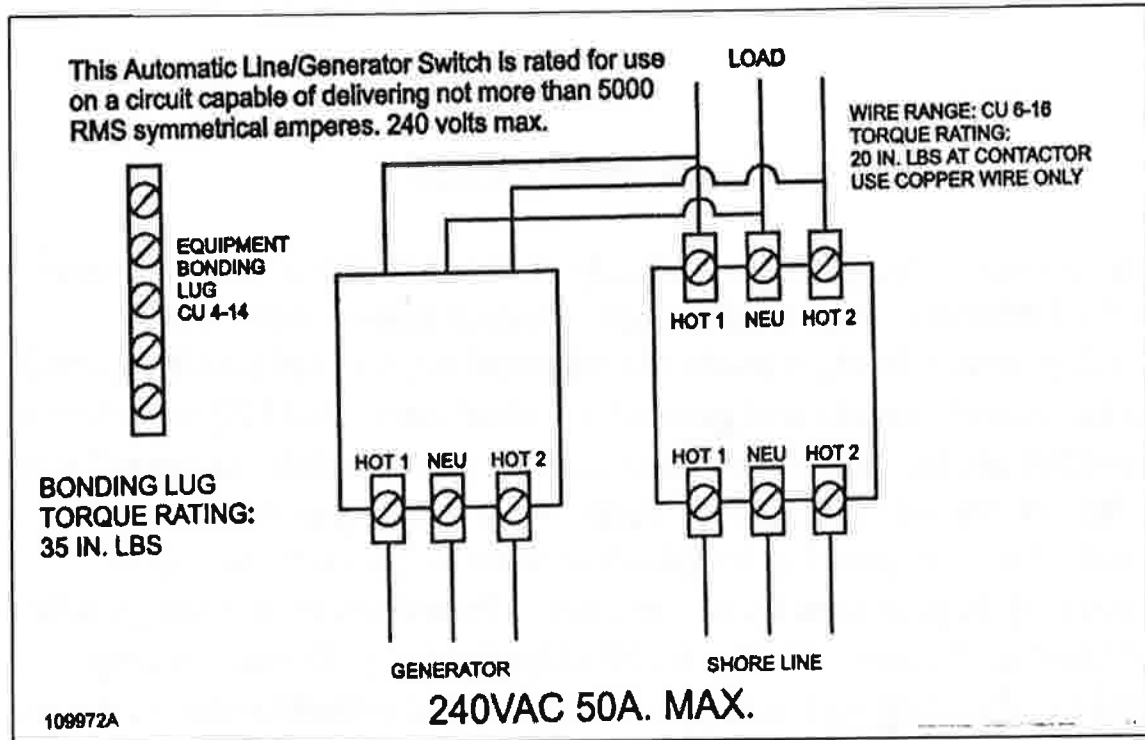 This Automatic Line/Generator Switch is rated for use
on a circuit capable of delivering not more than 5000
RMS symmetrical amperes. 240 volts max.
LOAD
WIRE RANGE: CU 6-16
TORQUE RATING:
20 IN. LBS AT CONTACTOR
USE COPPER WIRE ONLY
EQUIPMENT
BONDING
LUG
CU 4-14
HOT 1 NEU HOT 2
HOT 1 NEU HOT 2
HOT 1 NEU HOT 2
BONDING LUG
TORQUE RATING:
35 IN. LBS
GENERATOR
SHORE LINE
240VAC 50A. MAX.
109972A